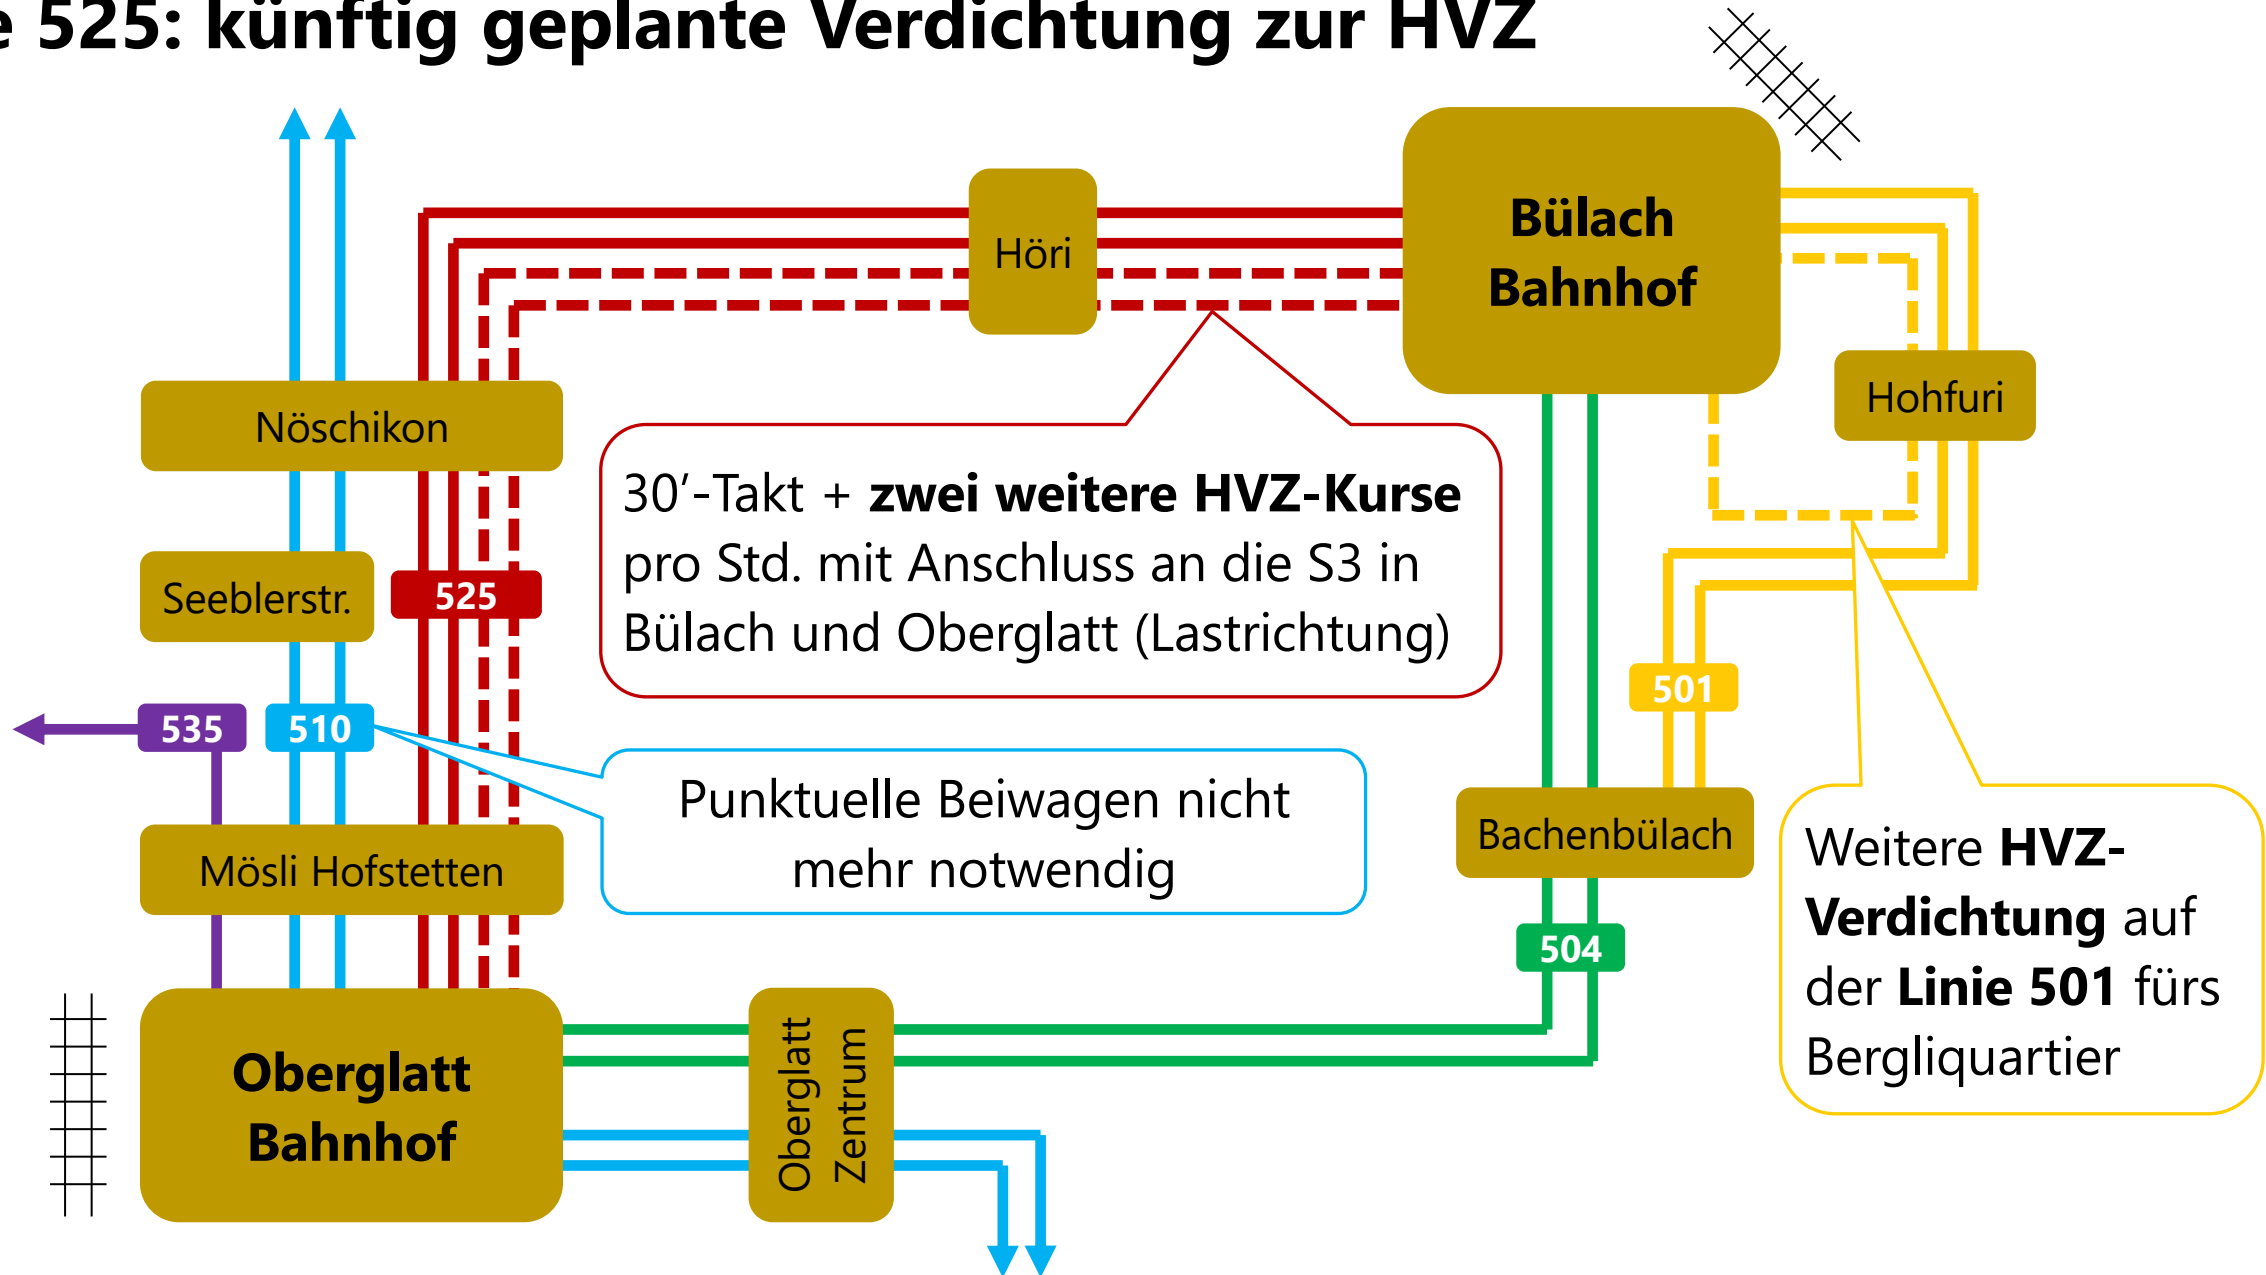 e 525: künftig geplante Verdichtung zur HVZ
Bülach
Bahnhof
Höri
Hohfuri
Nöschikon
30’-Takt + zwei weitere HVZ-Kurse
pro Std. mit Anschluss an die S3 in
Bülach und Oberglatt (Lastrichtung)
Seeblerstr.
525
501
535
510
Punktuelle Beiwagen nicht
mehr notwendig
Bachenbülach
Mösli Hofstetten
Weitere HVZ-
Verdichtung auf
der Linie 501 fürs
Bergliquartier
504
Oberglatt
Bahnhof
Oberglatt
Zentrum